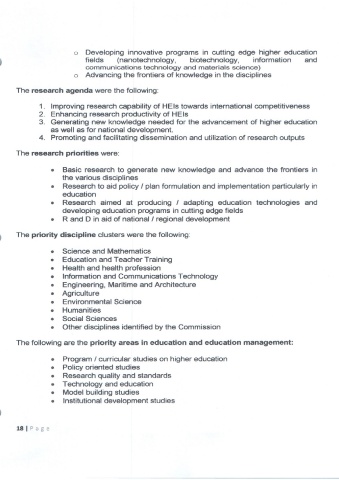 o Developing innovative programs in cutting edge higher education
fields (nanotechnology, biotechnology, information and
communications technology and materials science)
o Advancing the frontiers of knowledge in the disciplines
The research agenda were the following:
1. Improving research capability of HEIs towards international competitiveness
2. Enhancing research productivity of HEIs
3. Generating new knowledge needed for the advancement of higher education
as well as for national development.
4. Promoting and facilitating dissemination and utilization of research outputs
The research priorities were:
• Basic research to generate new knowledge and advance the frontiers in
the various disciplines
• Research to aid policy / plan formulation and implementation particularly in
education
• Research aimed at producing / adapting education technologies and
developing education programs in cutting edge fields
• R and D in aid of national / regional development
The priority discipline clusters were the following:
• Science and Mathematics
• Education and Teacher Training
• Health and health profession
• Information and Communications Technology
• Engineering, Maritime and Architecture
• Agriculture
• Environmental Science
• Humanities
• Social Sciences
• Other disciplines identified by the Commission
The following are the priority areas in education and education management:
• Program / curricular studies on higher education
• Policy oriented studies
• Research quality and standards
• Technology and education
• Model building studies
• Institutional development studies
18 | Page